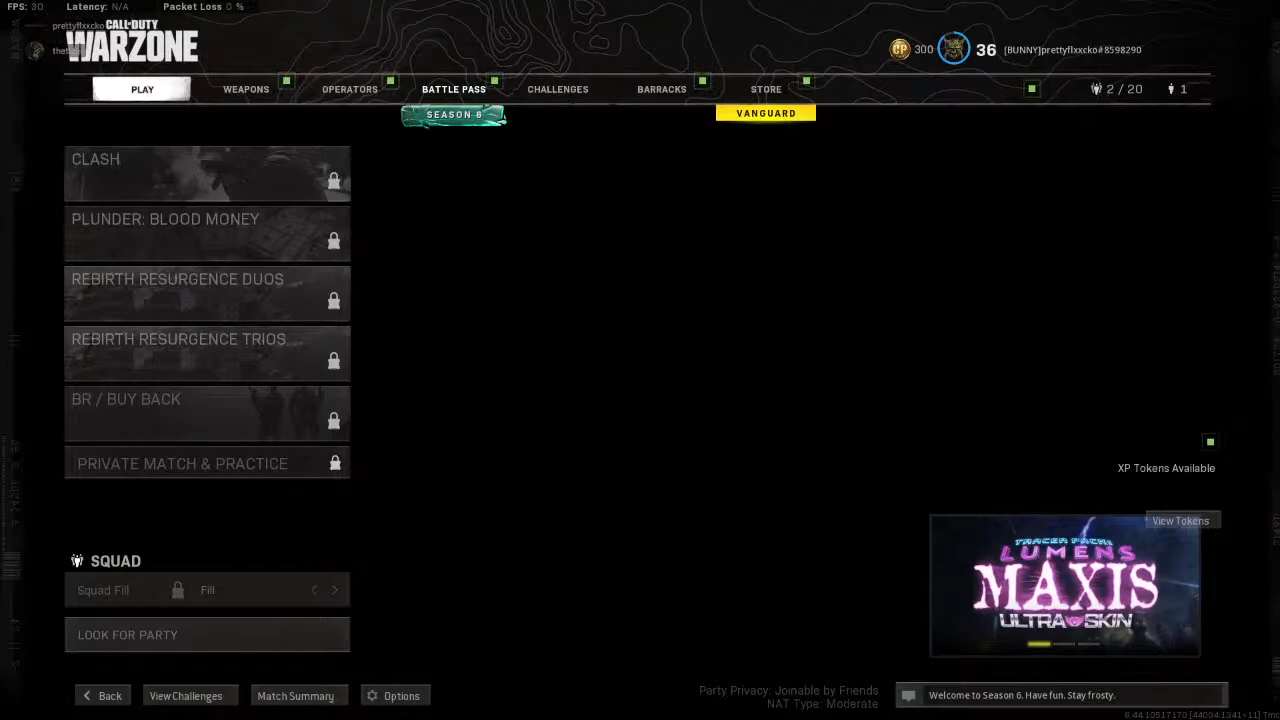 FPS: 30 Latency: N/A Packet Loss 0 %
prettyflxxcko
CALL OF DUTY
WARZONE
300 36 [BUNNY]prettyflxxcko#8598290
PLAY WEAPONS OPERATORS BATTLE PASS CHALLENGES BARRACKS STORE 2 / 20 1
SEASON 6 VANGUARD
CLASH
PLUNDER: BLOOD MONEY
REBIRTH RESURGENCE DUOS
REBIRTH RESURGENCE TRIOS
BR / BUY BACK
PRIVATE MATCH & PRACTICE
XP Tokens Available
View Tokens
TRACER PACK:
LUMENS
MAXIS
ULTRA SKIN
SQUAD
Squad Fill Fill
LOOK FOR PARTY
Back View Challenges Match Summary Options
Party Privacy: Joinable by Friends
NAT Type: Moderate
Welcome to Season 6. Have fun. Stay frosty.